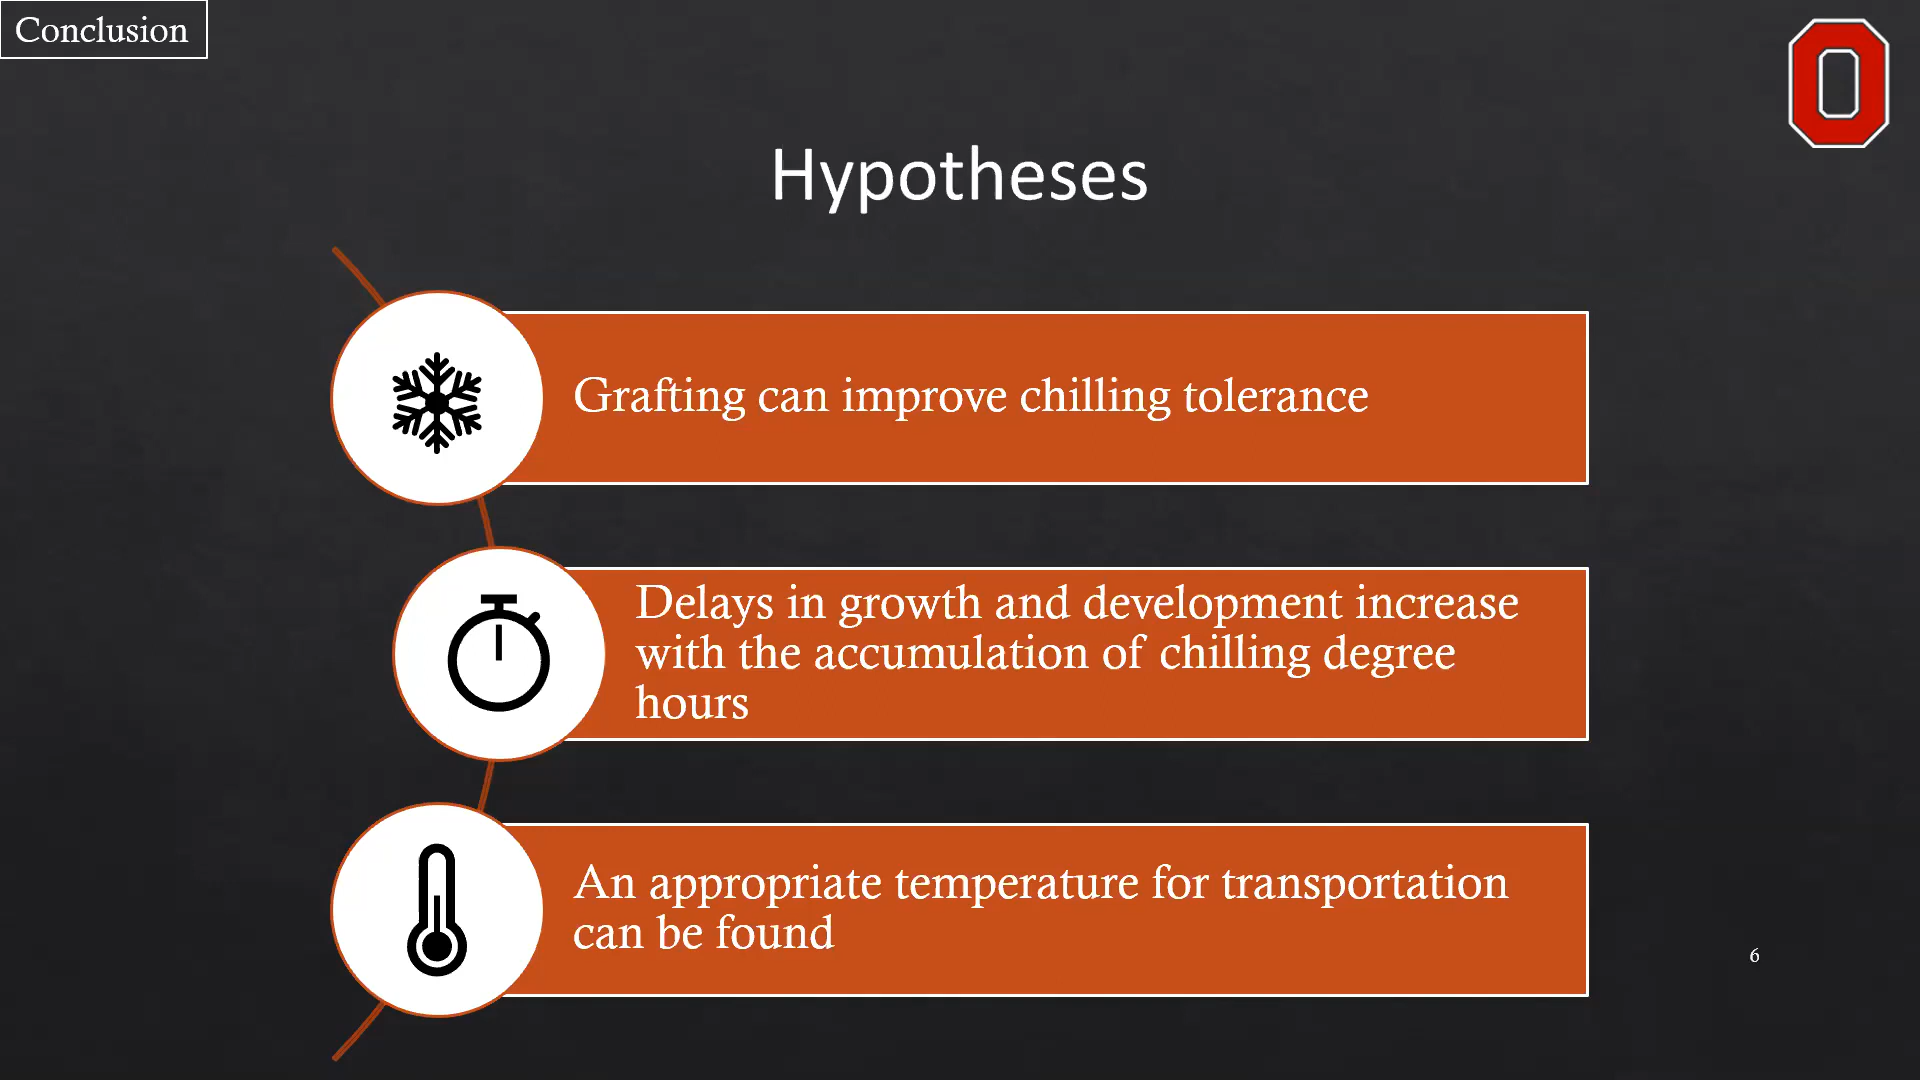 Conclusion
O
Hypotheses
Grafting can improve chilling tolerance
Delays in growth and development increase
with the accumulation of chilling degree
hours
An appropriate temperature for transportation
can be found
6